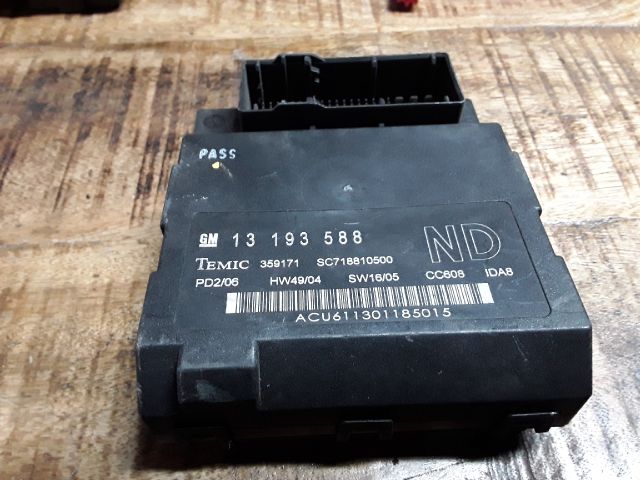 PASS
GM 13 193 588 ND
TEMIC 359171 SC718810500
PD2/06 HW49/04 SW16/05 CC608 IDA8
ACU611301185015